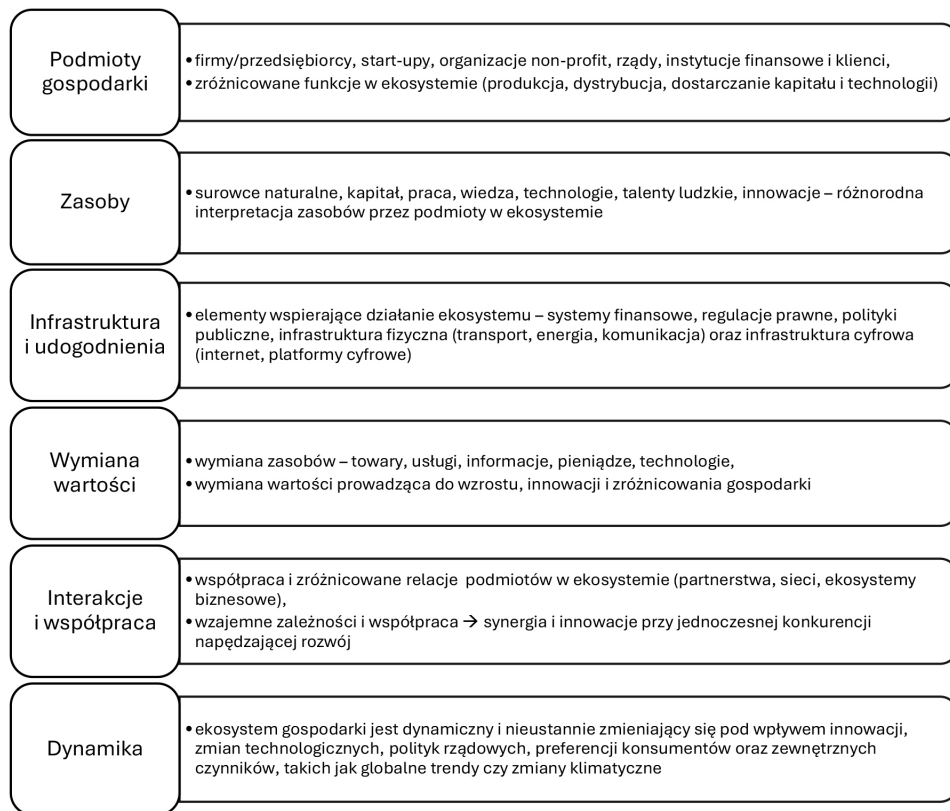 Podmioty
gospodarki
• firmy/przedsiębiorcy, start-upy, organizacje non-profit, rządy, instytucje finansowe i klienci,
• zróżnicowane funkcje w ekosystemie (produkcja, dystrybucja, dostarczanie kapitału i technologii)
Zasoby
• surowce naturalne, kapitał, praca, wiedza, technologie, talenty ludzkie, innowacje – różnorodna
interpretacja zasobów przez podmioty w ekosystemie
Infrastruktura
i udogodnienia
• elementy wspierające działanie ekosystemu – systemy finansowe, regulacje prawne, polityki
publiczne, infrastruktura fizyczna (transport, energia, komunikacja) oraz infrastruktura cyfrowa
(internet, platformy cyfrowe)
Wymiana
wartości
• wymiana zasobów – towary, usługi, informacje, pieniądze, technologie,
• wymiana wartości prowadząca do wzrostu, innowacji i zróżnicowania gospodarki
Interakcje
i współpraca
• współpraca i zróżnicowane relacje podmiotów w ekosystemie (partnerstwa, sieci, ekosystemy
biznesowe),
• wzajemne zależności i współpraca → synergia i innowacje przy jednoczesnej konkurencji
napędzającej rozwój
Dynamika
• ekosystem gospodarki jest dynamiczny i nieustannie zmieniający się pod wpływem innowacji,
zmian technologicznych, polityk rządowych, preferencji konsumentów oraz zewnętrznych
czynników, takich jak globalne trendy czy zmiany klimatyczne